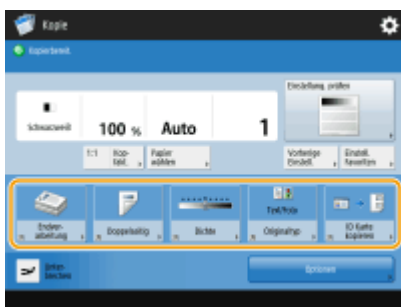 Kopie
Kopierbereit.
Einstellung. prüfen
Schwarzweiß
100 %
Auto
1
1:1
Kop-
fakt.
Papier
wählen
Vorherige
Einstell.
Einstell.
Favoriten
Endver-
arbeitung
Doppelseitig
Dichte
Text/Foto
Originaltyp
ID Karte
kopieren
Optionen